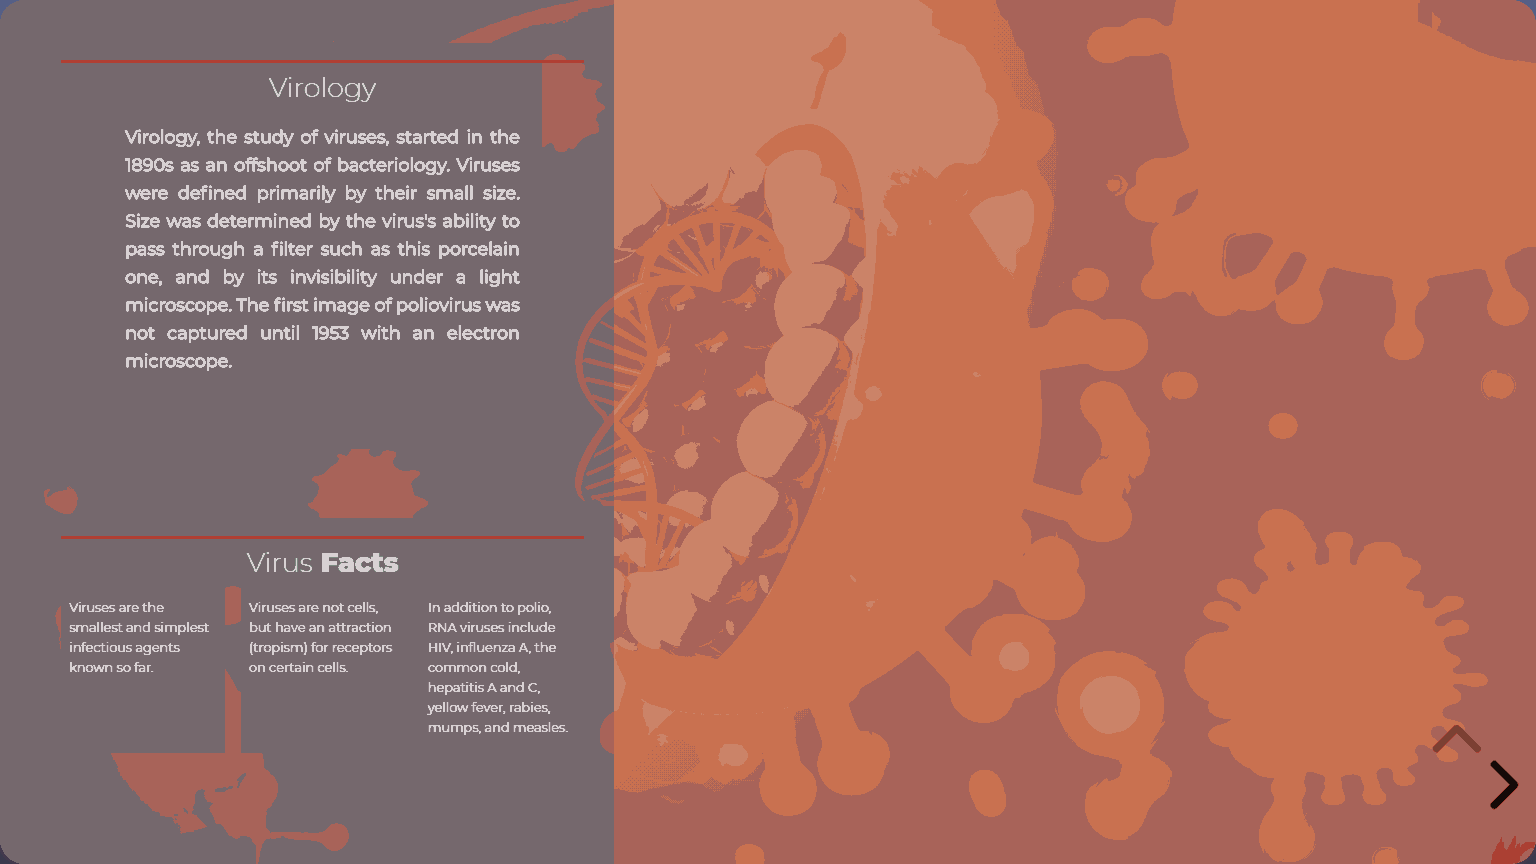 Virology
Virology, the study of viruses, started in the
1890s as an offshoot of bacteriology. Viruses
were defined primarily by their small size.
Size was determined by the virus's ability to
pass through a filter such as this porcelain
one, and by its invisibility under a light
microscope. The first image of poliovirus was
not captured until 1953 with an electron
microscope.
Virus Facts
Viruses are the
smallest and simplest
infectious agents
known so far.
Viruses are not cells,
but have an attraction
(tropism) for receptors
on certain cells.
In addition to polio,
RNA viruses include
HIV, influenza A, the
common cold,
hepatitis A and C,
yellow fever, rabies,
mumps, and measles.